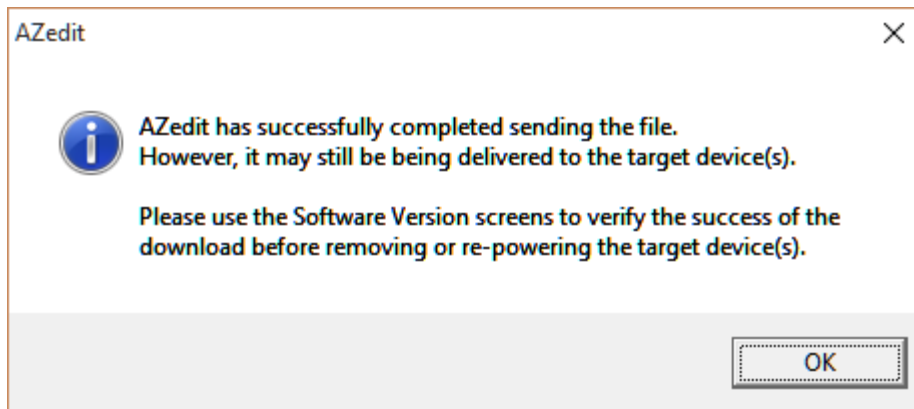 AZedit
AZedit has successfully completed sending the file.
However, it may still be being delivered to the target device(s).
Please use the Software Version screens to verify the success of the
download before removing or re-powering the target device(s).
OK